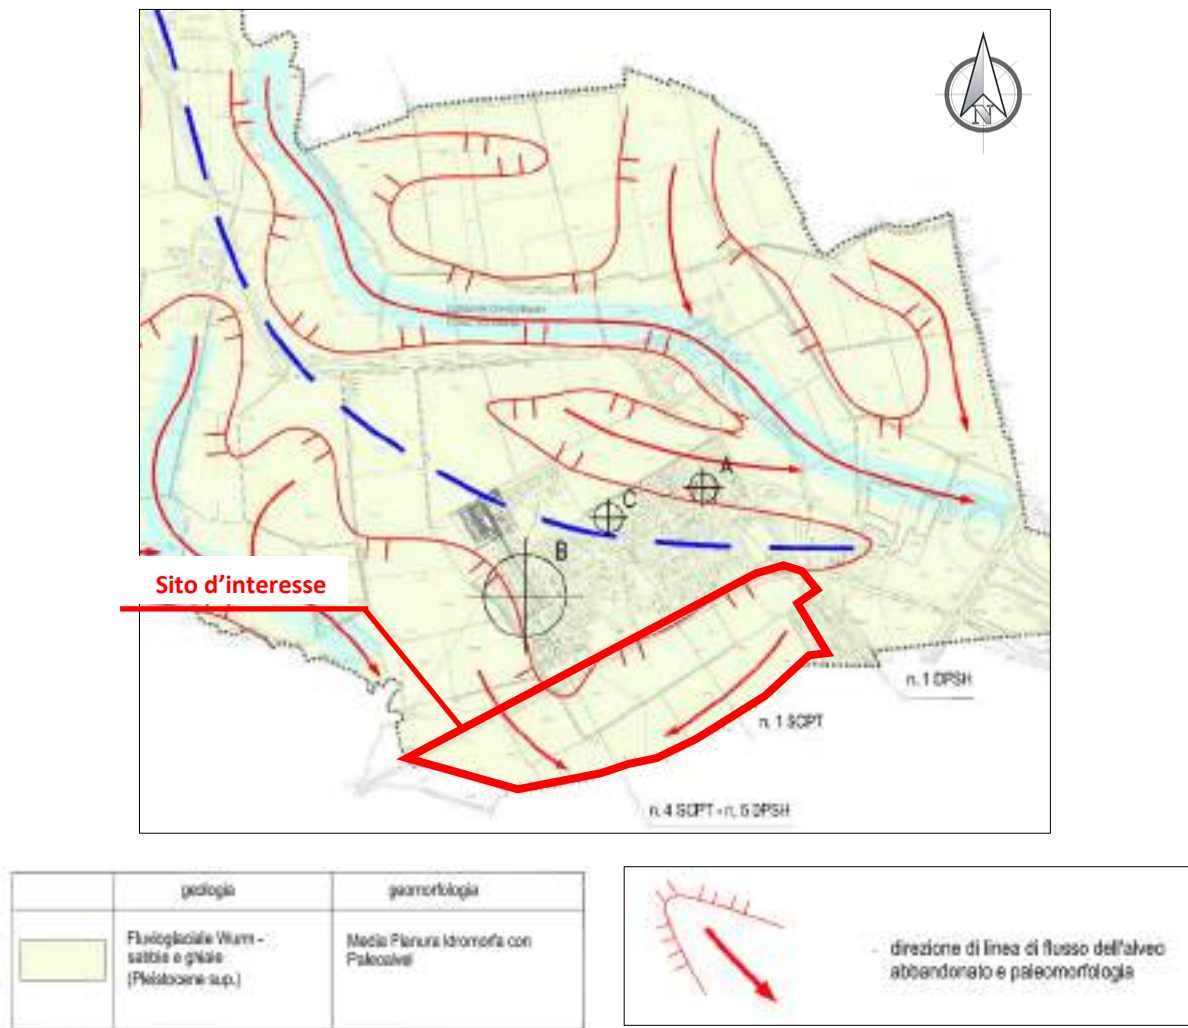 N
A
C
B
Sito d’interesse
n. 1 DPSH
n. 1 SCPT
n. 4 SCPT - n. 5 DPSH
geologia
geomorfologia
Fluvioglaciale Wurm -
sabbie e ghiaie
(Pleistocene sup.)
Media Pianura Idromorfa con
Paleoalvei
- direzione di linea di flusso dell'alveo
abbandonato e paleomorfologia